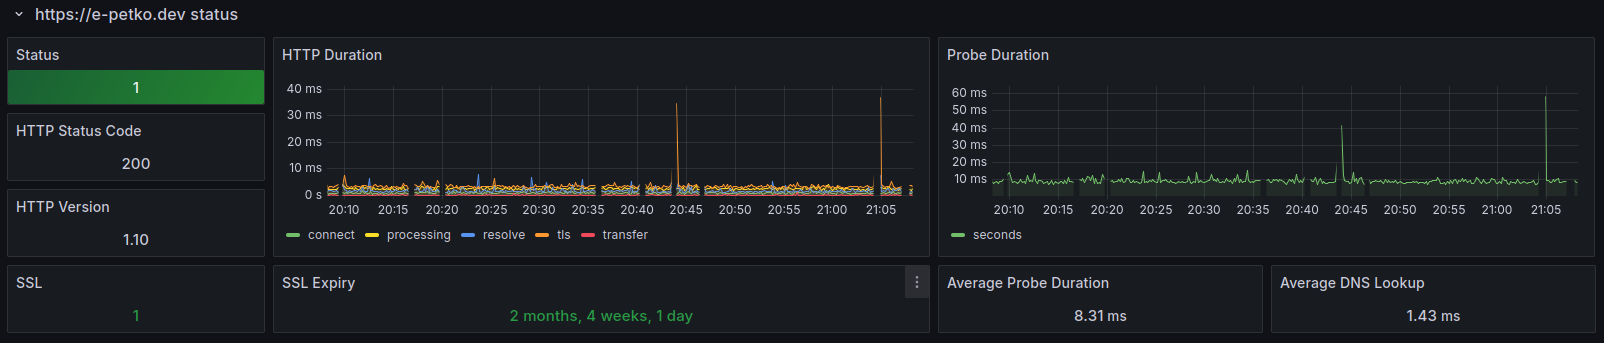 https://e-petko.dev status
Status
1
HTTP Status Code
200
HTTP Version
1.10
SSL
1
HTTP Duration
40 ms
30 ms
20 ms
10 ms
0 s
20:10 20:15 20:20 20:25 20:30 20:35 20:40 20:45 20:50 20:55 21:00 21:05
connect processing resolve tls transfer
SSL Expiry
2 months, 4 weeks, 1 day
Probe Duration
60 ms
50 ms
40 ms
30 ms
20 ms
10 ms
20:10 20:15 20:20 20:25 20:30 20:35 20:40 20:45 20:50 20:55 21:00 21:05
seconds
Average Probe Duration
8.31 ms
Average DNS Lookup
1.43 ms